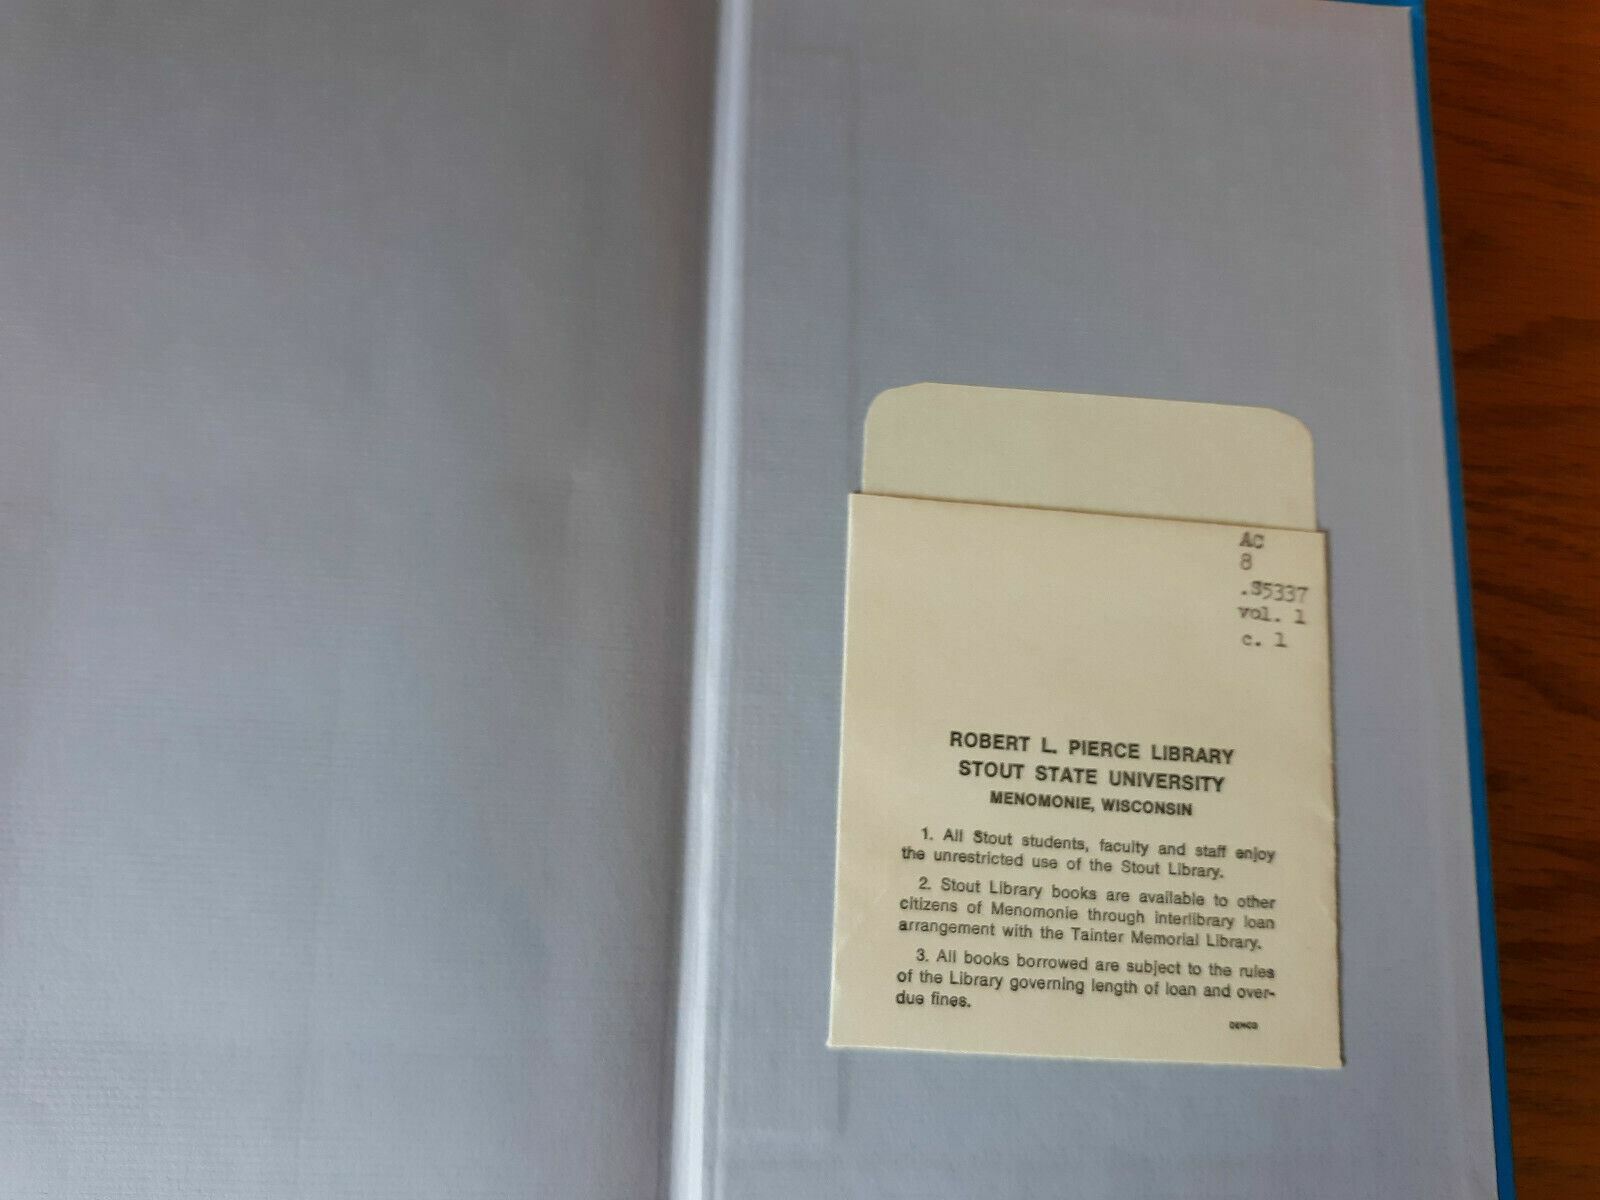 AC
8
.S5337
vol. 1
c. 1
ROBERT L. PIERCE LIBRARY
STOUT STATE UNIVERSITY
MENOMONIE, WISCONSIN
1. All Stout students, faculty and staff enjoy
the unrestricted use of the Stout Library.
2. Stout Library books are available to other
citizens of Menomonie through interlibrary loan
arrangement with the Tainter Memorial Library.
3. All books borrowed are subject to the rules
of the Library governing length of loan and over-
due fines.
DEMCO